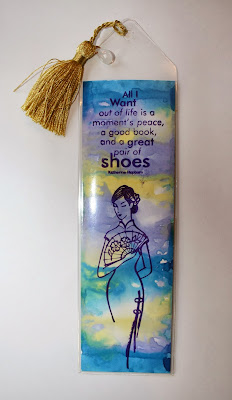 All I
Want
out of life is a
moment's peace,
a good book,
and a great
pair of
shoes